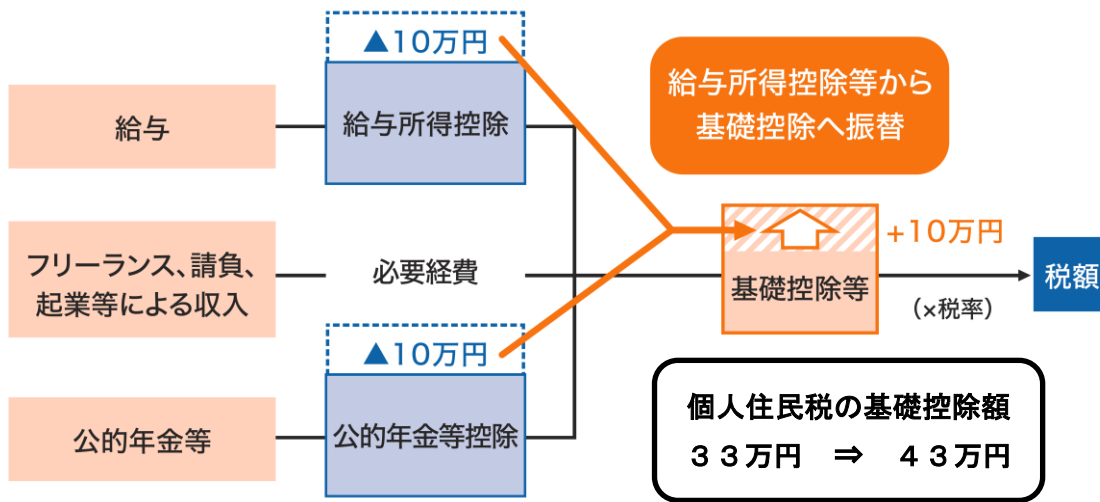 ▲10万円
給与
給与所得控除
給与所得控除等から
基礎控除へ振替
フリーランス、請負、
起業等による収入
必要経費
+10万円
基礎控除等
(×税率)
税額
▲10万円
公的年金等
公的年金等控除
個人住民税の基礎控除額
３３万円 ⇒ ４３万円